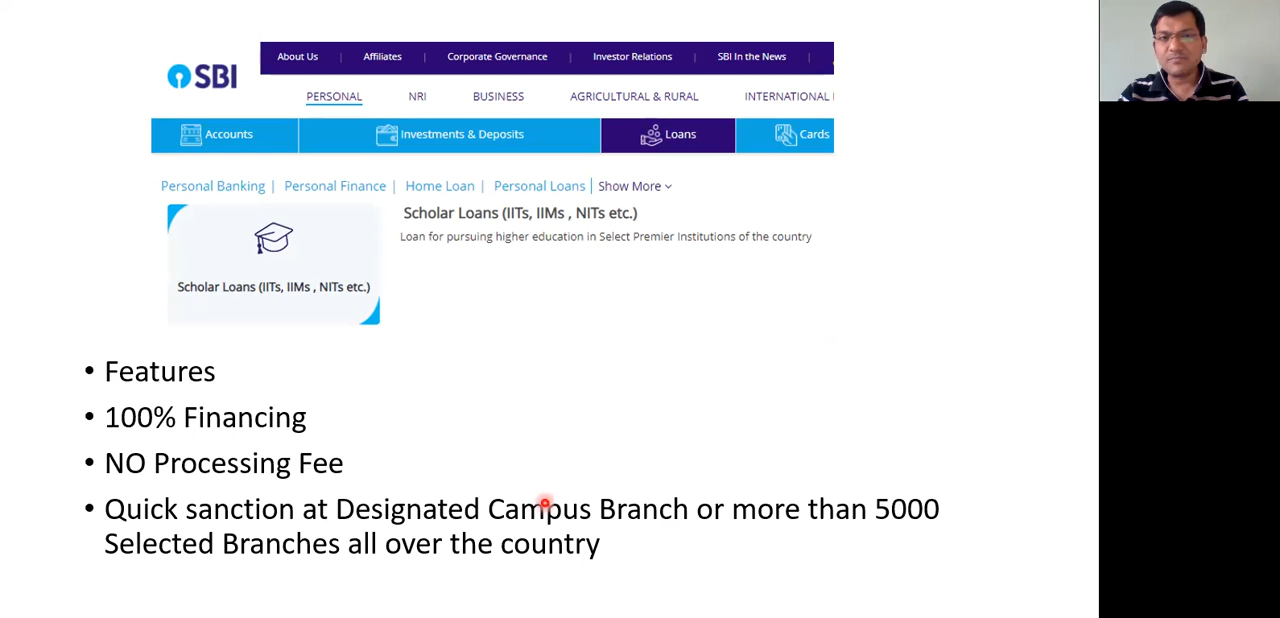 SBI
About Us | Affiliates | Corporate Governance | Investor Relations | SBI In the News |
PERSONAL NRI BUSINESS AGRICULTURAL & RURAL INTERNATIONAL
Accounts Investments & Deposits Loans Cards
Personal Banking | Personal Finance | Home Loan | Personal Loans | Show More
Scholar Loans (IITs, IIMs , NITs etc.)
Loan for pursuing higher education in Select Premier Institutions of the country
Scholar Loans (IITs, IIMs , NITs etc.)
• Features
• 100% Financing
• NO Processing Fee
• Quick sanction at Designated Campus Branch or more than 5000
Selected Branches all over the country